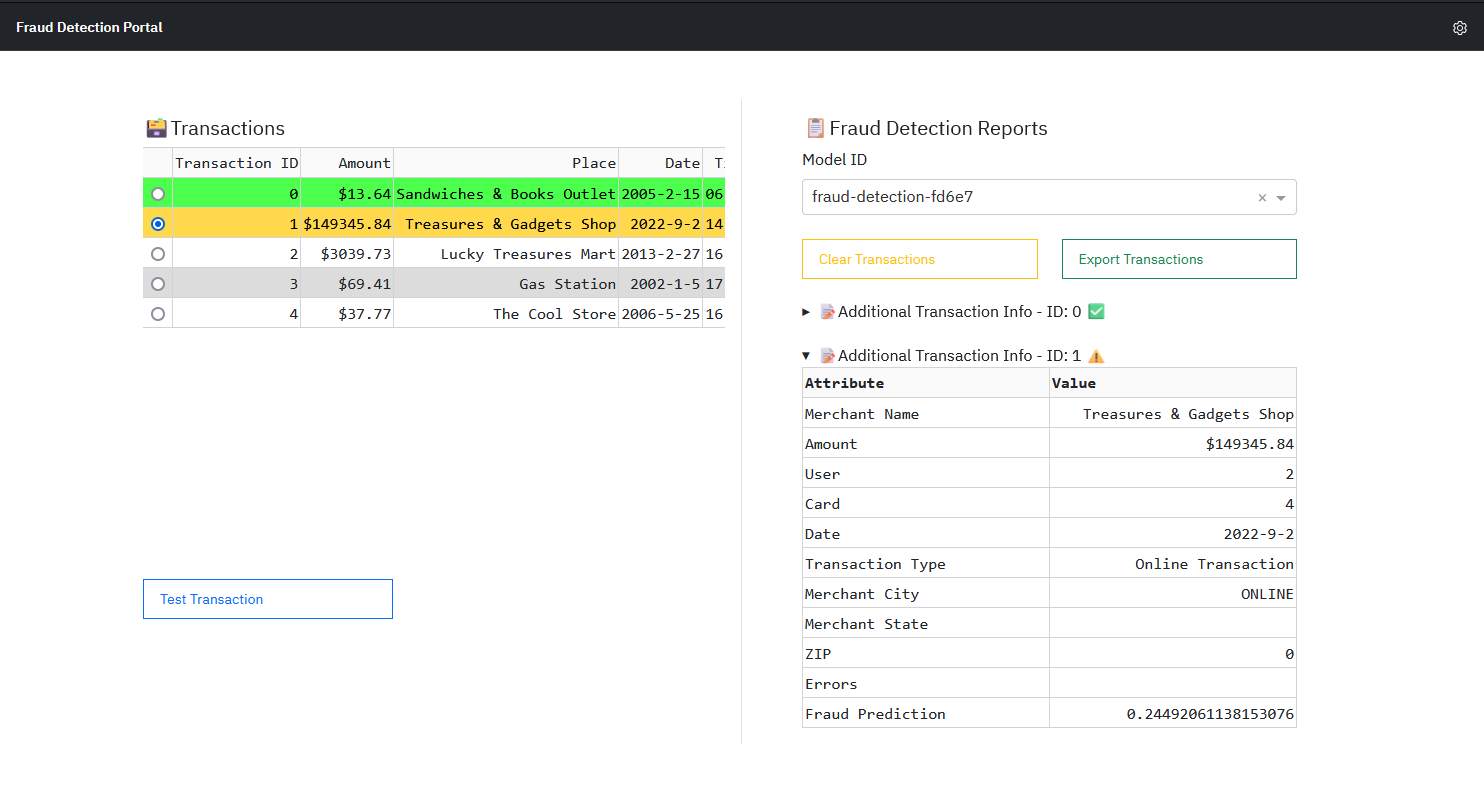 Fraud Detection Portal
Transactions
Transaction ID Amount Place Date T
0 $13.64 Sandwiches & Books Outlet 2005-2-15 06
1 $149345.84 Treasures & Gadgets Shop 2022-9-2 14
2 $3039.73 Lucky Treasures Mart 2013-2-27 16
3 $69.41 Gas Station 2002-1-5 17
4 $37.77 The Cool Store 2006-5-25 16
Test Transaction
Fraud Detection Reports
Model ID
fraud-detection-fd6e7
Clear Transactions Export Transactions
Additional Transaction Info - ID: 0
Additional Transaction Info - ID: 1
Attribute Value
Merchant Name Treasures & Gadgets Shop
Amount $149345.84
User 2
Card 4
Date 2022-9-2
Transaction Type Online Transaction
Merchant City ONLINE
Merchant State
ZIP 0
Errors
Fraud Prediction 0.24492061138153076